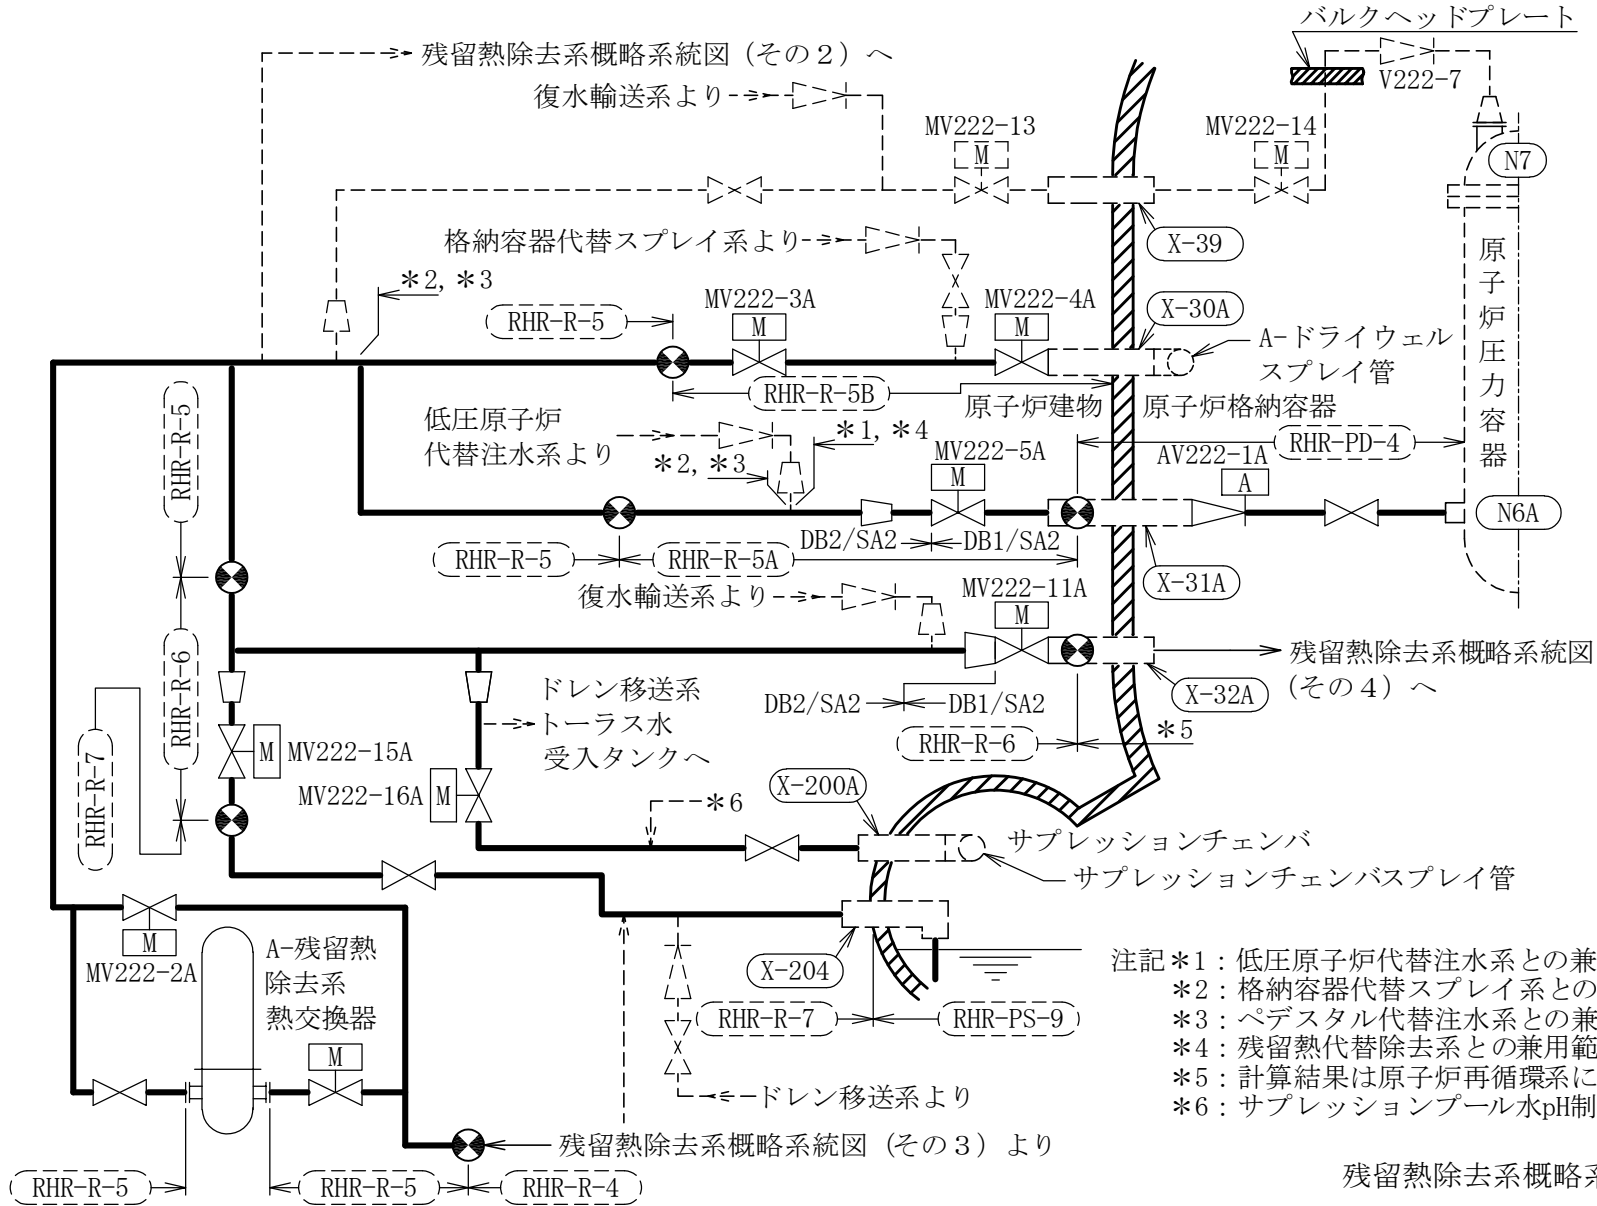 バルクヘッドプレート
残留熱除去系概略系統図（その２）へ
V222-7
復水輸送系より
MV222-13
M
MV222-14
M
N7
格納容器代替スプレイ系より
X-39
＊2, ＊3
MV222-3A
M
MV222-4A
M
X-30A
RHR-R-5
A-ドライウェル
スプレイ管
原子炉圧力容器
RHR-R-5B
原子炉建物
原子炉格納容器
RHR-R-5
低圧原子炉
代替注水系より
＊1, ＊4
＊2, ＊3
MV222-5A
M
RHR-PD-4
AV222-1A
A
N6A
DB2/SA2
DB1/SA2
RHR-R-5
RHR-R-5A
X-31A
復水輸送系より
MV222-11A
M
残留熱除去系概略系統図
（その４）へ
RHR-R-6
ドレン移送系
トーラス水
受入タンクへ
DB2/SA2
DB1/SA2
X-32A
RHR-R-6
＊5
RHR-R-7
M
MV222-15A
MV222-16A
M
＊6
X-200A
サプレッションチェンバ
サプレッションチェンバスプレイ管
M
MV222-2A
A-残留熱
除去系
熱交換器
M
X-204
RHR-R-7
RHR-PS-9
注記＊1：低圧原子炉代替注水系との兼
＊2：格納容器代替スプレイ系との
＊3：ペデスタル代替注水系との兼
＊4：残留熱代替除去系との兼用範
＊5：計算結果は原子炉再循環系に
＊6：サプレッションプール水pH制
ドレン移送系より
残留熱除去系概略系統図（その３）より
RHR-R-5
RHR-R-5
RHR-R-4
残留熱除去系概略系